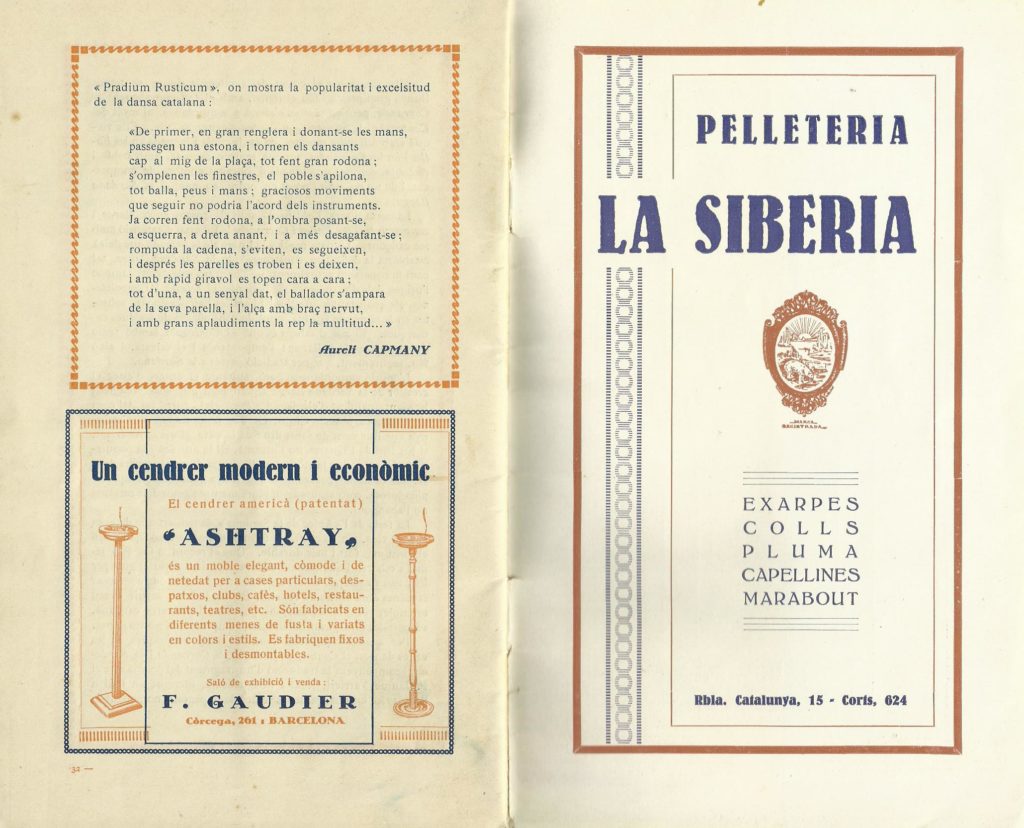 « Pradium Rusticum », on mostra la popularitat i excelsitud
de la dansa catalana :
«De primer, en gran renglera i donant-se les mans,
passegen una estona, i tornen els dansants
cap al mig de la plaça, tot fent gran rodona ;
s'omplenen les finestres, el poble s'apilona,
tot balla, peus i mans ; graciosos moviments
que seguir no podria l'acord dels instruments.
Ja corren fent rodona, a l'ombra posant-se,
a esquerra, a dreta anant, i a més desagafant-se ;
rompuda la cadena, s'eviten, es segueixen,
i després les parelles es troben i es deixen,
i amb ràpid giravol es topen cara a cara ;
tot d'una, a un senyal dat, el ballador s'ampara
de la seva parella, i l'alça amb braç nervut,
i amb grans aplaudiments la rep la multitud... »
Aureli CAPMANY
Un cendrer modern i econòmic
El cendrer americà (patentat)
"ASHTRAY„
és un moble elegant, còmode i de
netedat per a cases particulars, des-
patxos, clubs, cafès, hotels, restau-
rants, teatres, etc. Són fabricats en
diferents menes de fusta i variats
en colors i estils. Es fabriquen fixos
i desmontables.
Saló de exhibició i venda :
F. GAUDIER
Còrcega, 261 : BARCELONA
32 —
PELLETERIA
LA SIBERIA
MARCA
REGISTRADA
EXARPES
COLLS
PLUMA
CAPELLINES
MARABOUT
Rbla. Catalunya, 15 - Corts, 624